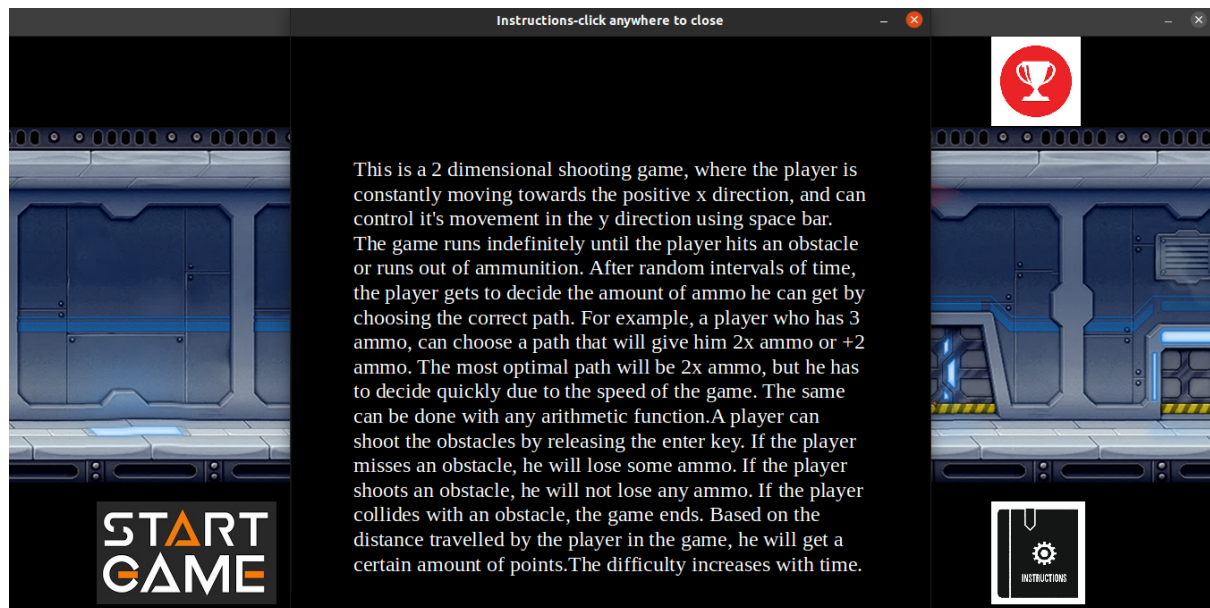 Instructions-click anywhere to close
This is a 2 dimensional shooting game, where the player is
constantly moving towards the positive x direction, and can
control it's movement in the y direction using space bar.
The game runs indefinitely until the player hits an obstacle
or runs out of ammunition. After random intervals of time,
the player gets to decide the amount of ammo he can get by
choosing the correct path. For example, a player who has 3
ammo, can choose a path that will give him 2x ammo or +2
ammo. The most optimal path will be 2x ammo, but he has
to decide quickly due to the speed of the game. The same
can be done with any arithmetic function.A player can
shoot the obstacles by releasing the enter key. If the player
misses an obstacle, he will lose some ammo. If the player
shoots an obstacle, he will not lose any ammo. If the player
collides with an obstacle, the game ends. Based on the
distance travelled by the player in the game, he will get a
certain amount of points.The difficulty increases with time.
START
GAME
INSTRUCTIONS